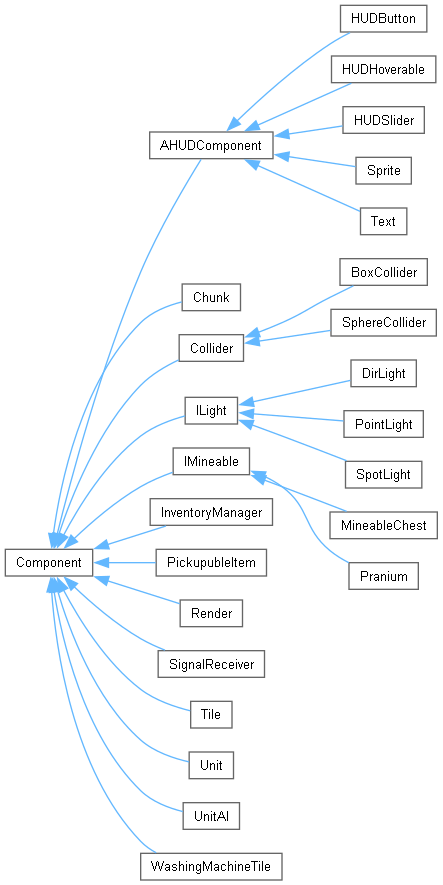 HUDButton
HUDHoverable
HUDSlider
AHUDComponent
Sprite
Text
BoxCollider
Chunk
SphereCollider
Collider
DirLight
ILight
PointLight
IMineable
SpotLight
InventoryManager
MineableChest
Component
PickupubleItem
Pranium
Render
SignalReceiver
Tile
Unit
UnitAI
WashingMachineTile